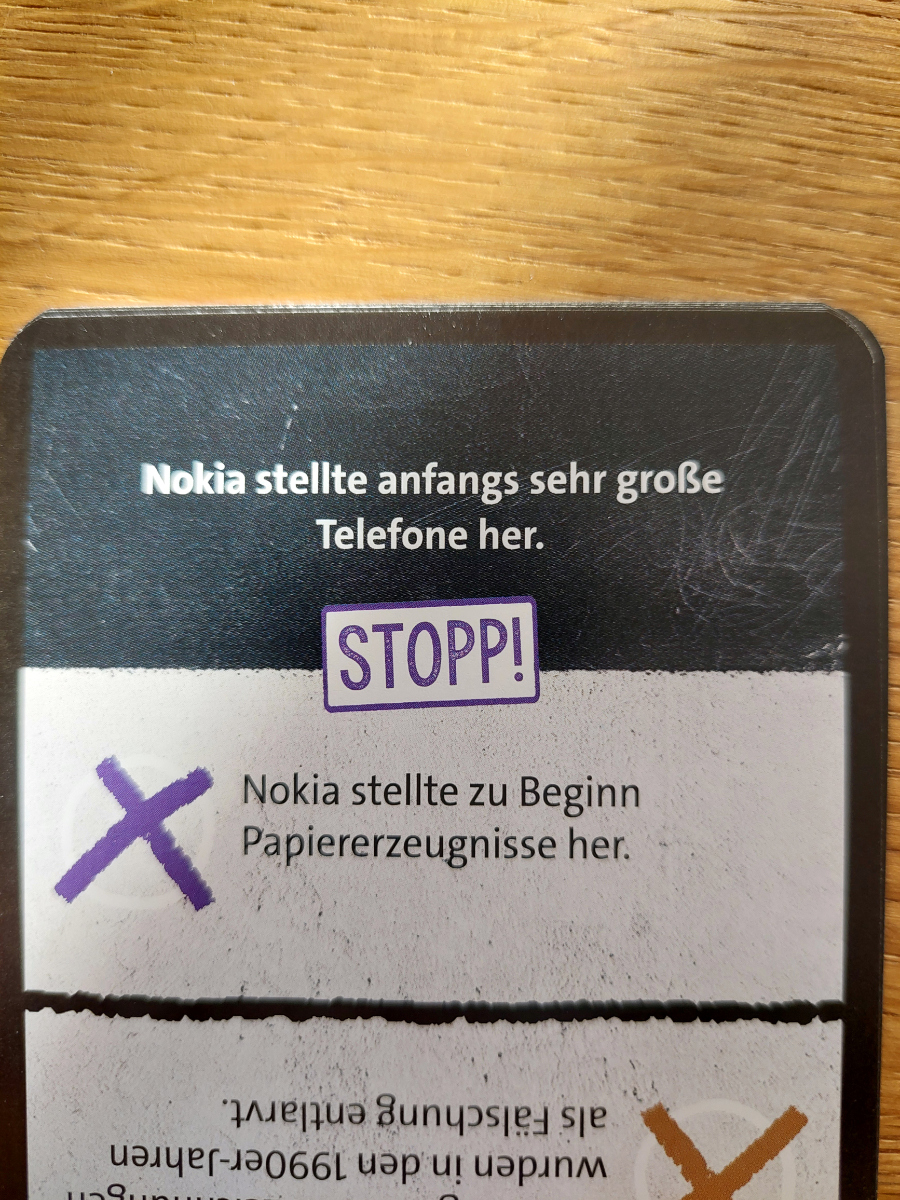 Nokia stellte anfangs sehr große
Telefone her.
STOPP!
Nokia stellte zu Beginn
Papiererzeugnisse her.
wurden in den 1990er-Jahren
als Fälschung entlarvt.